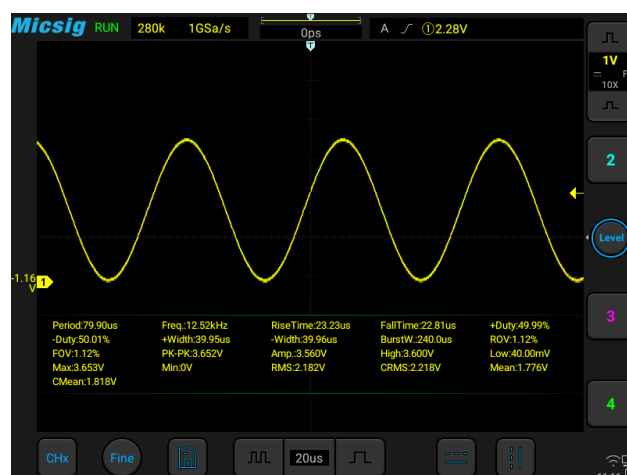 Micsig RUN 280k 1GSa/s 0ps A ①2.28V
T
T
1V
10X
2
Level
-1.16
V 1
3
Period:79.90us Freq.:12.52kHz RiseTime:23.23us FallTime:22.81us +Duty:49.99%
-Duty:50.01% +Width:39.95us -Width:39.96us BurstW.:240.0us ROV:1.12%
FOV:1.12% PK-PK:3.652V Amp.:3.560V High:3.600V Low:40.00mV
Max:3.653V Min:0V RMS:2.182V CRMS:2.218V Mean:1.776V
CMean:1.818V
4
CHx Fine 20us